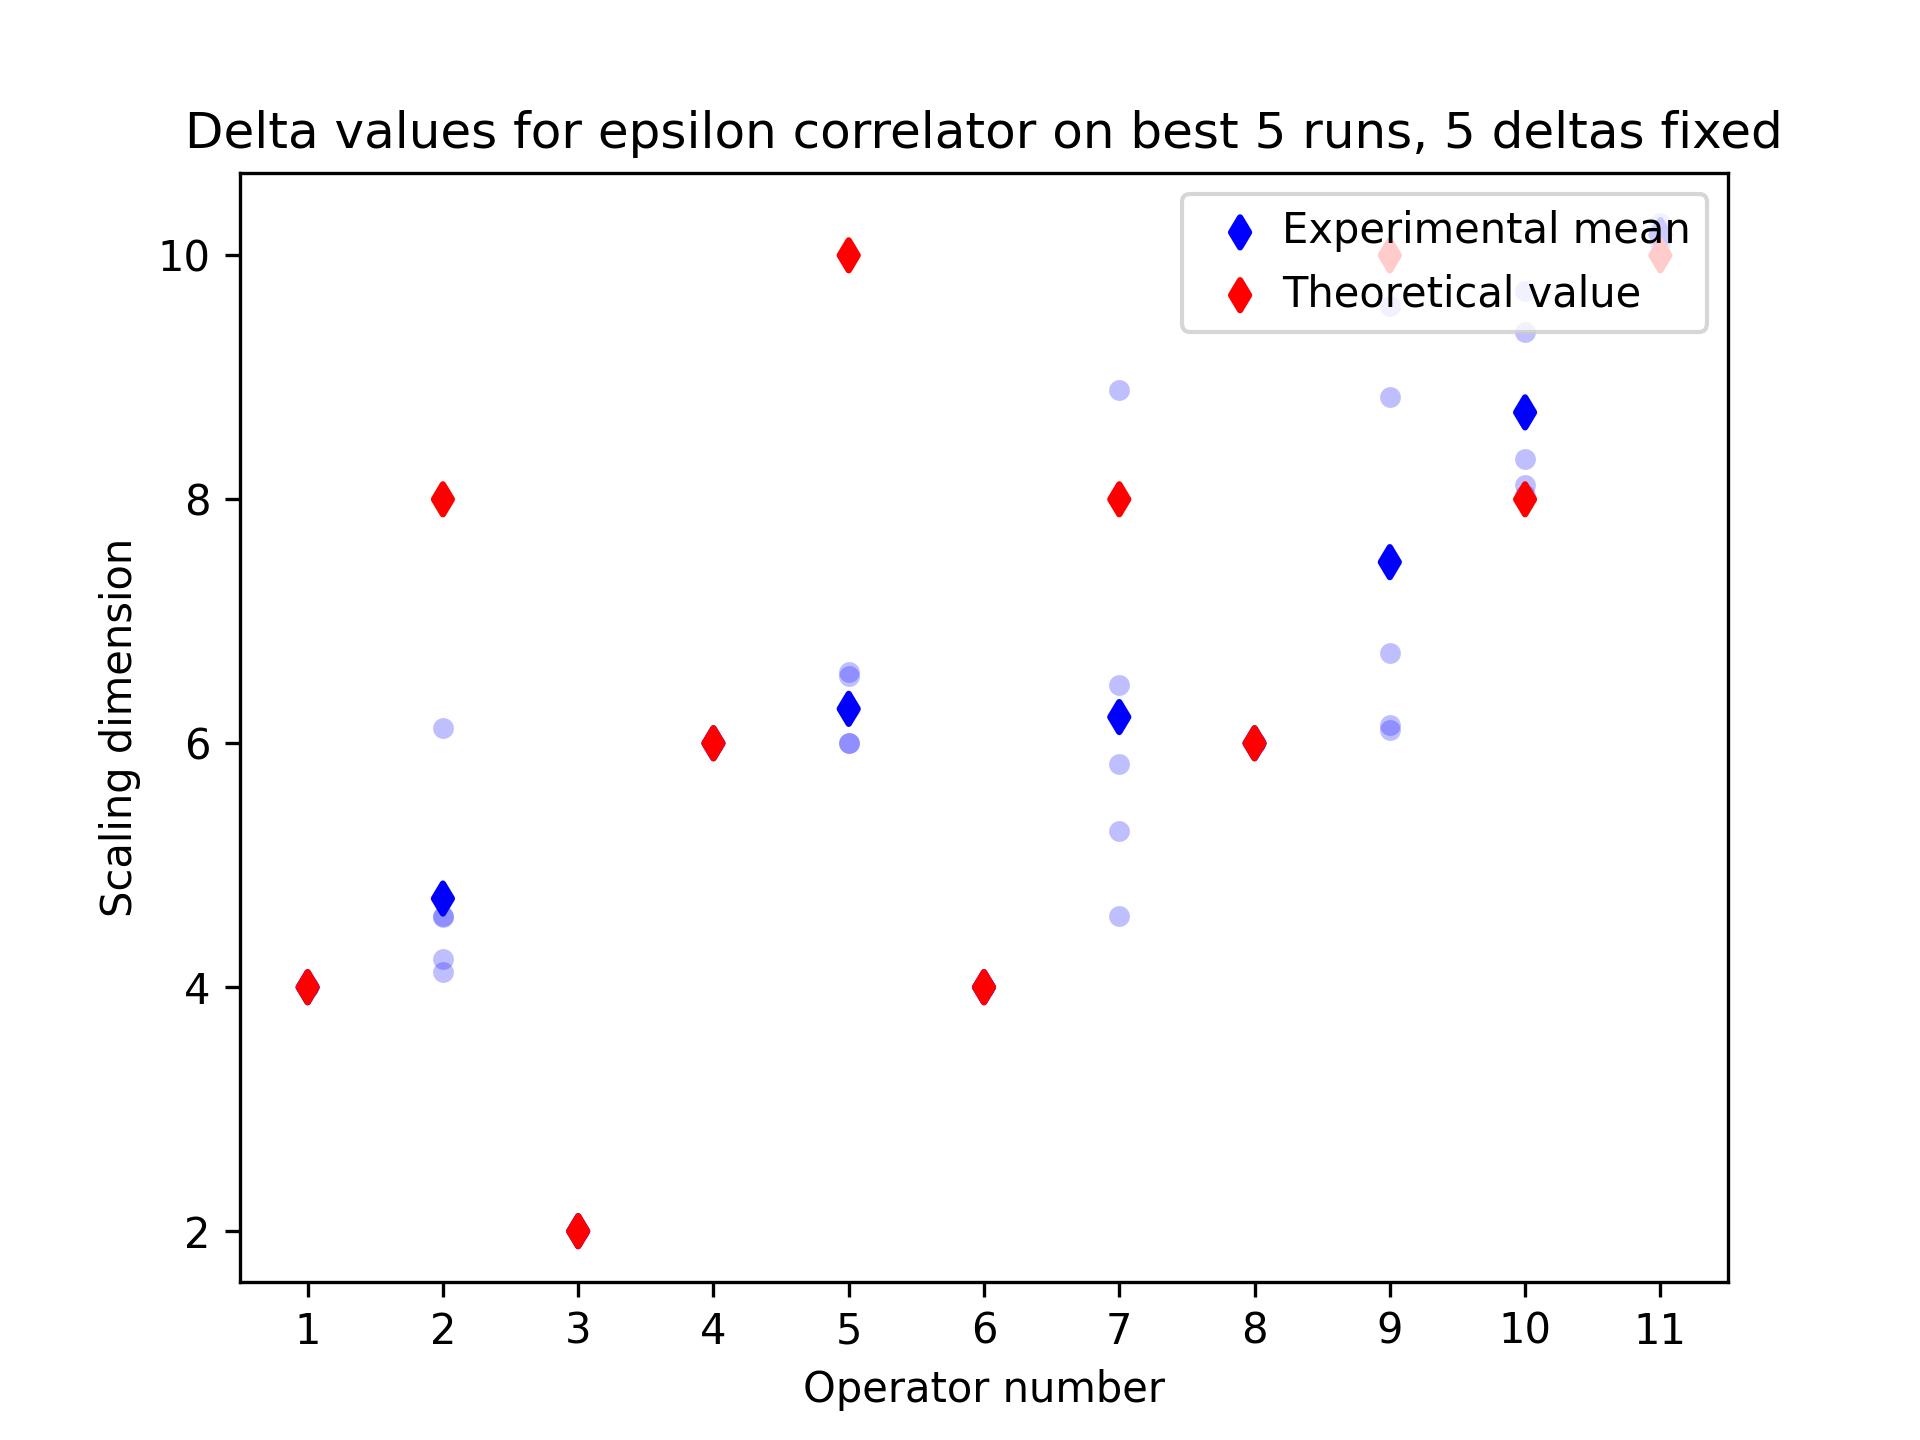 Delta values for epsilon correlator on best 5 runs, 5 deltas fixed
Experimental mean
Theoretical value
10
8
6
4
2
Scaling dimension
1 2 3 4 5 6 7 8 9 10 11
Operator number